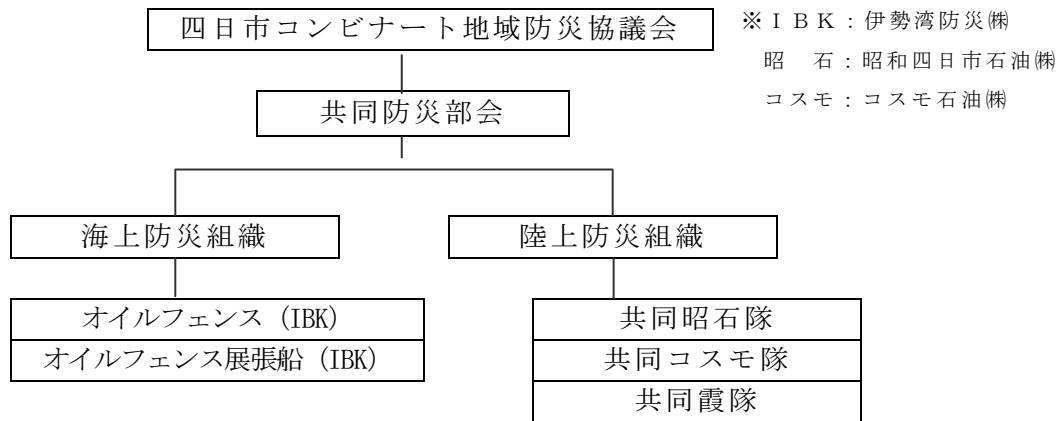 四日市コンビナート地域防災協議会
※ＩＢＫ：伊勢湾防災㈱
昭　石：昭和四日市石油㈱
コスモ：コスモ石油㈱
共同防災部会
海上防災組織
陸上防災組織
オイルフェンス (IBK)
オイルフェンス展張船 (IBK)
共同昭石隊
共同コスモ隊
共同霞隊